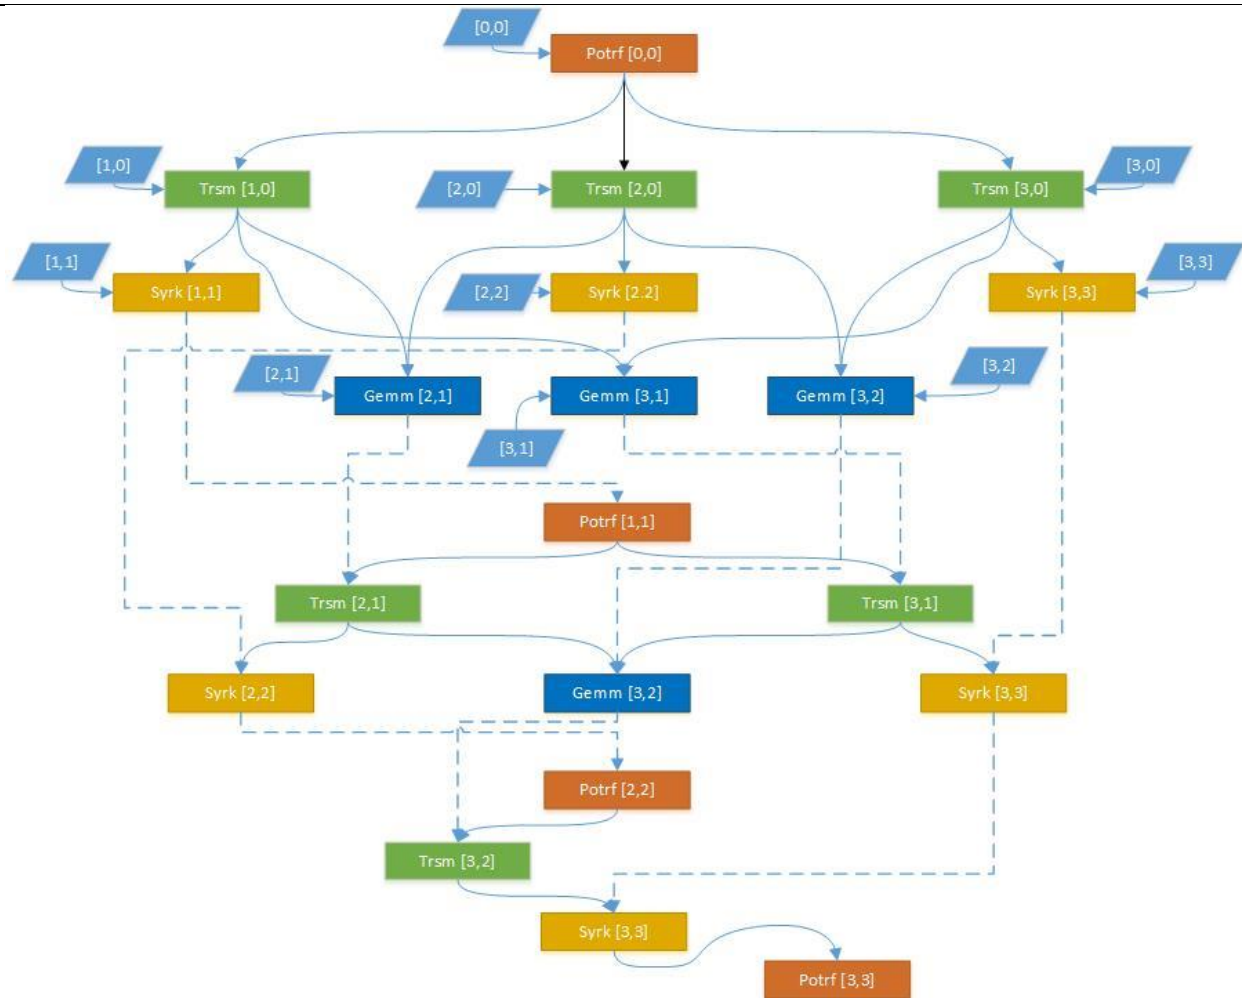 [0,0]
Potrf [0,0]
[1,0]
Trsm [1,0]
[2,0]
Trsm [2,0]
Trsm [3,0]
[3,0]
[1,1]
Syrk [1,1]
[2,2]
Syrk [2.2]
Syrk [3,3]
[3,3]
[2,1]
Gemm [2,1]
Gemm [3,1]
Gemm [3,2]
[3,2]
[3,1]
Potrf [1,1]
Trsm [2,1]
Trsm [3,1]
Syrk [2,2]
Gemm [3,2]
Syrk [3,3]
Potrf [2,2]
Trsm [3,2]
Syrk [3,3]
Potrf [3,3]